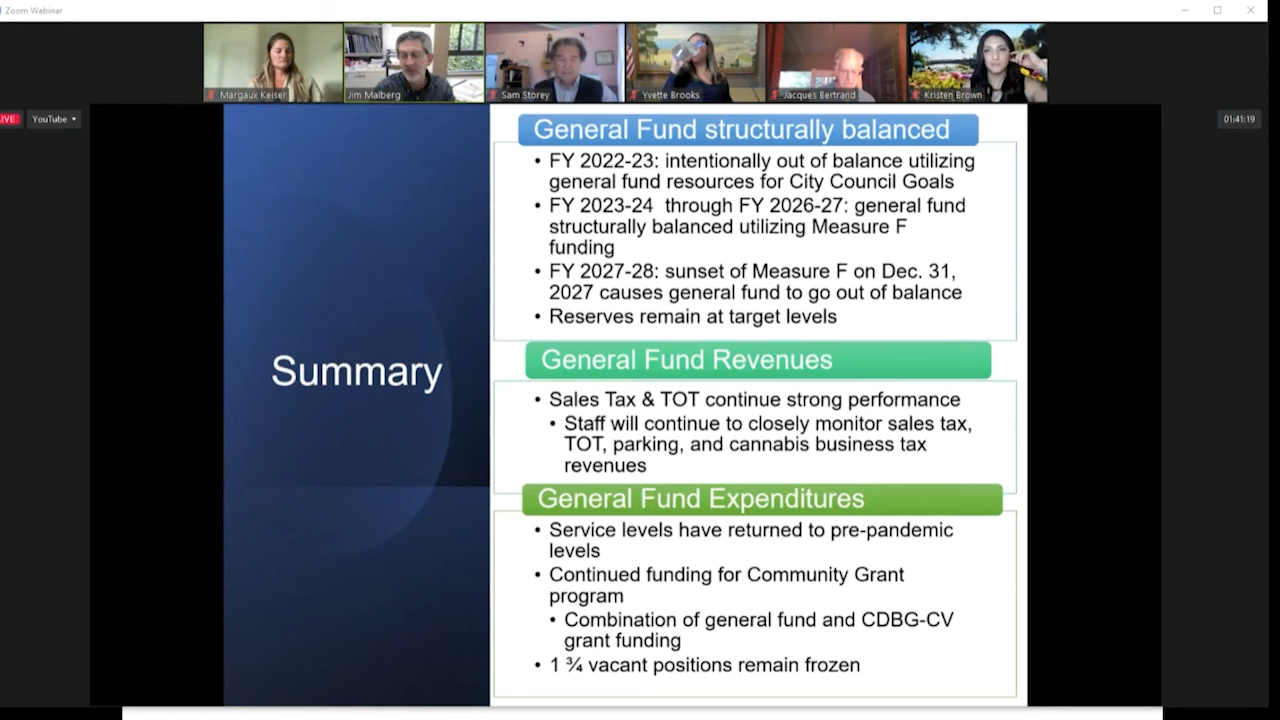 Zoom Webinar
Margaux Keiser
Jim Malberg
Sam Storey
Yvette Brooks
Jacques Bertrand
Kristen Brown
LIVE
YouTube
01:41:19
Summary
General Fund structurally balanced
• FY 2022-23: intentionally out of balance utilizing
general fund resources for City Council Goals
• FY 2023-24 through FY 2026-27: general fund
structurally balanced utilizing Measure F
funding
• FY 2027-28: sunset of Measure F on Dec. 31,
2027 causes general fund to go out of balance
• Reserves remain at target levels
General Fund Revenues
• Sales Tax & TOT continue strong performance
• Staff will continue to closely monitor sales tax,
TOT, parking, and cannabis business tax
revenues
General Fund Expenditures
• Service levels have returned to pre-pandemic
levels
• Continued funding for Community Grant
program
• Combination of general fund and CDBG-CV
grant funding
• 1 ¾ vacant positions remain frozen